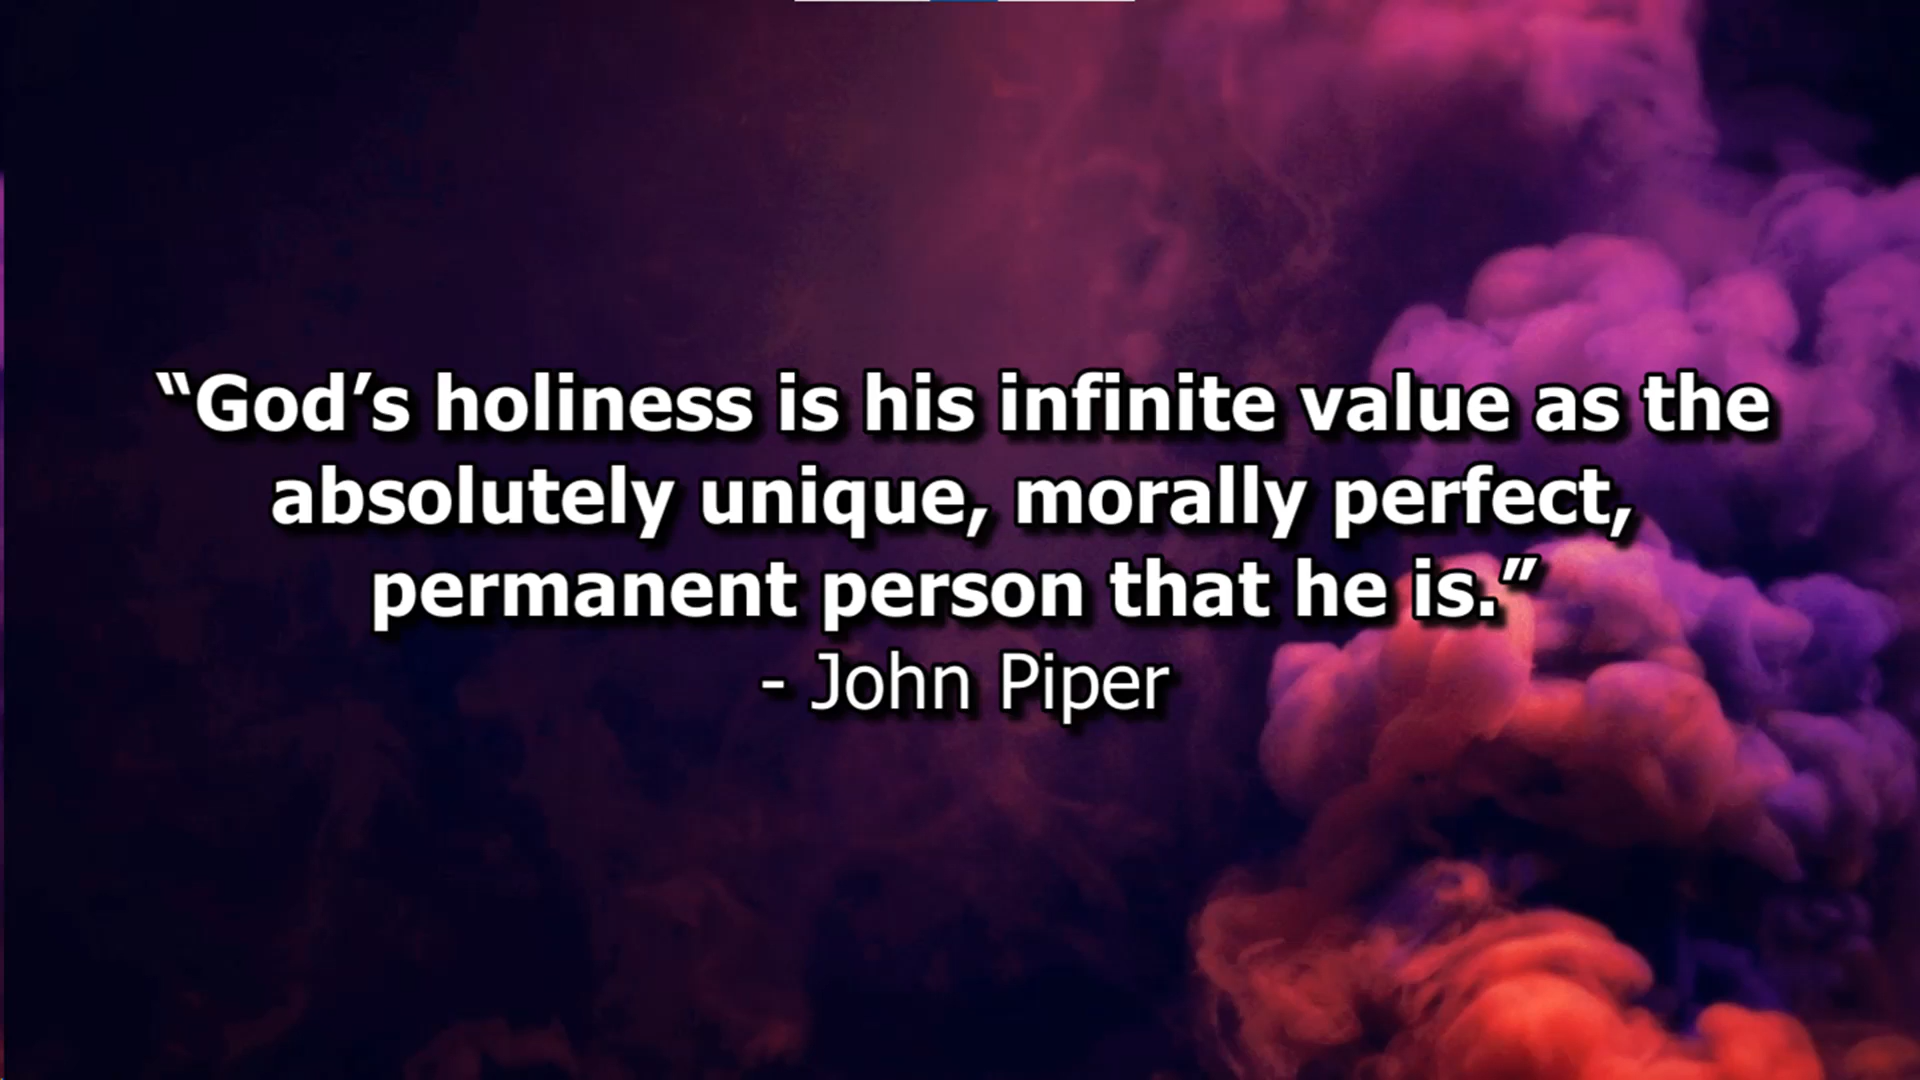 “God’s holiness is his infinite value as the
absolutely unique, morally perfect,
permanent person that he is.”
- John Piper